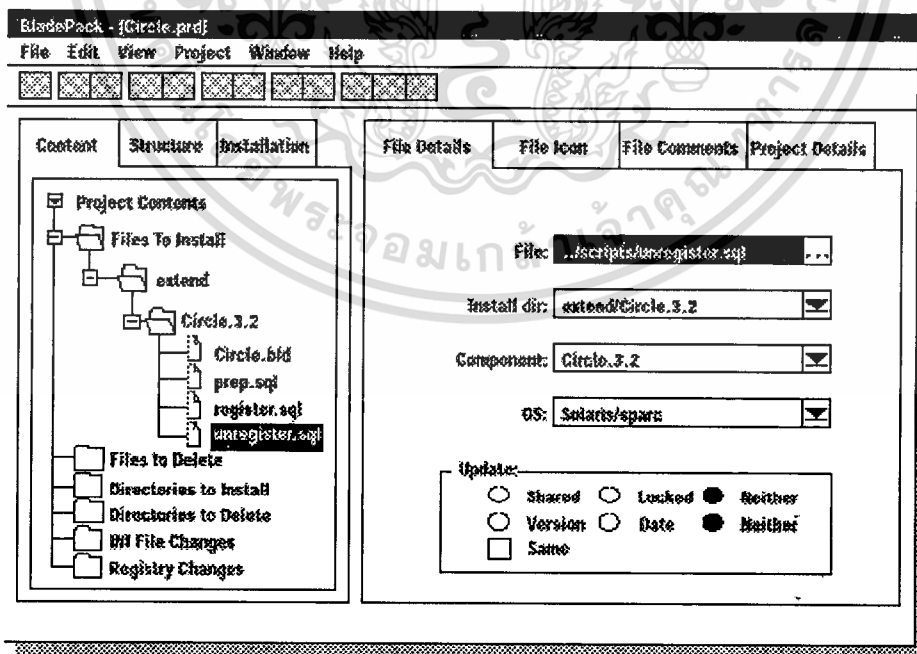 BladePack - [Circle.prd]
File Edit View Project Window Help
Content Structure Installation
Project Contents
Files To Install
extend
Circle.3.2
Circle.bld
prep.sql
register.sql
unregister.sql
Files to Delete
Directories to Install
Directories to Delete
INI File Changes
Registry Changes
File Details File Icon File Comments Project Details
File: ../scripts/unregister.sql ...
Install dir: extend/Circle.3.2
Component: Circle.3.2
OS: Solaris/sparc
Update:
Shared Locked Neither
Version Date Neither
Same